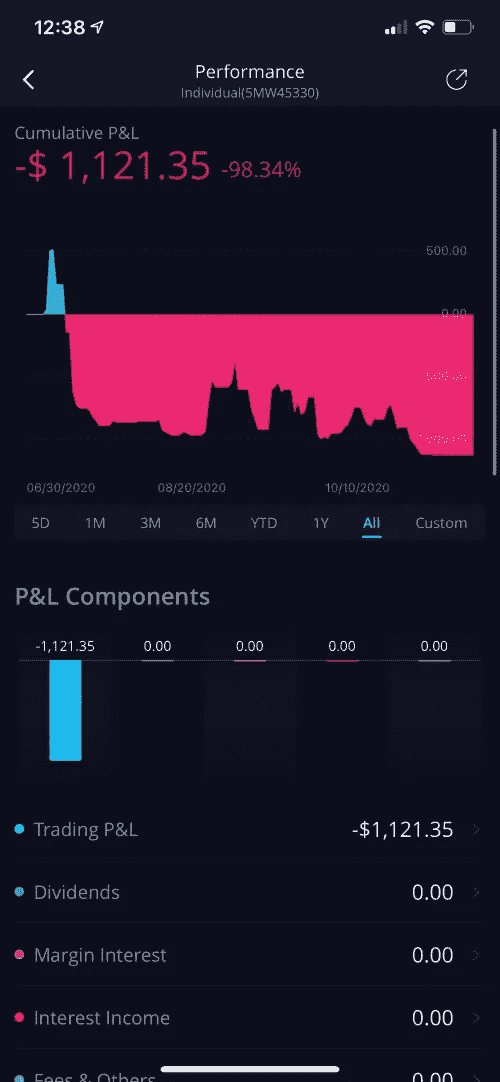 12:38
Performance
Individual(5MW45330)
Cumulative P&L
-$ 1,121.35 -98.34%
500.00
0.00
06/30/2020 08/20/2020 10/10/2020
5D 1M 3M 6M YTD 1Y All Custom
P&L Components
-1,121.35 0.00 0.00 0.00 0.00
Trading P&L -$1,121.35
Dividends 0.00
Margin Interest 0.00
Interest Income 0.00
Fees & Others 0.00